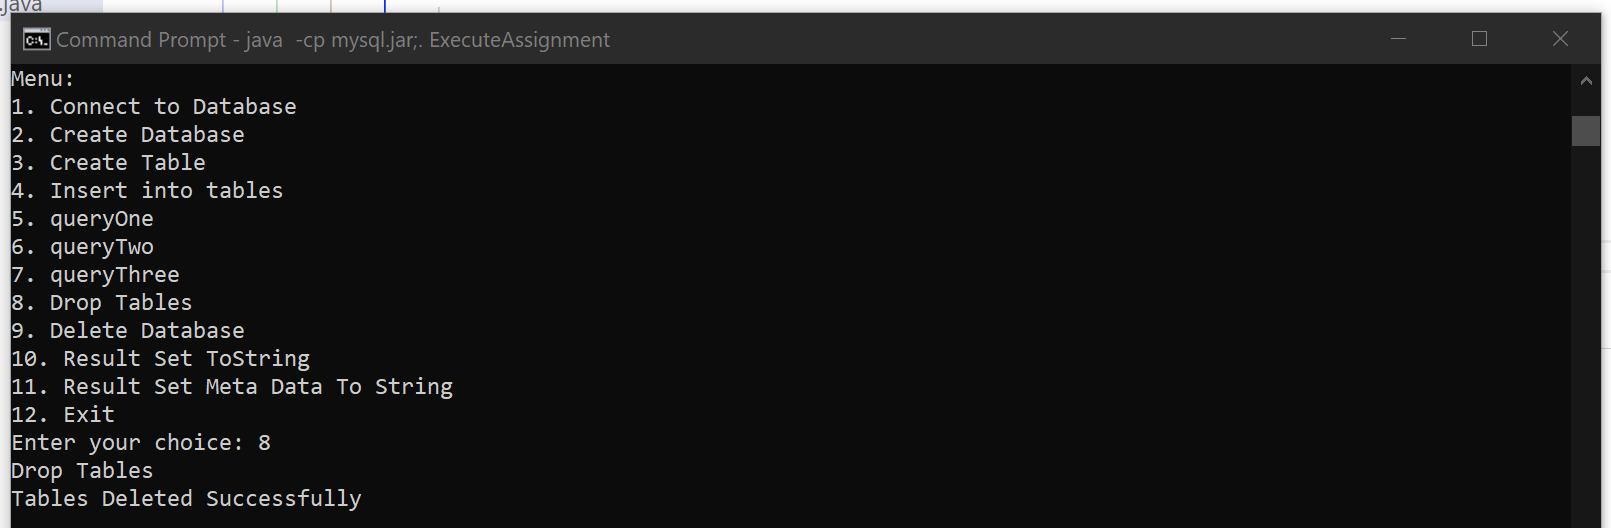 .java
Command Prompt - java  -cp mysql.jar;. ExecuteAssignment
Menu:
1. Connect to Database
2. Create Database
3. Create Table
4. Insert into tables
5. queryOne
6. queryTwo
7. queryThree
8. Drop Tables
9. Delete Database
10. Result Set ToString
11. Result Set Meta Data To String
12. Exit
Enter your choice: 8
Drop Tables
Tables Deleted Successfully